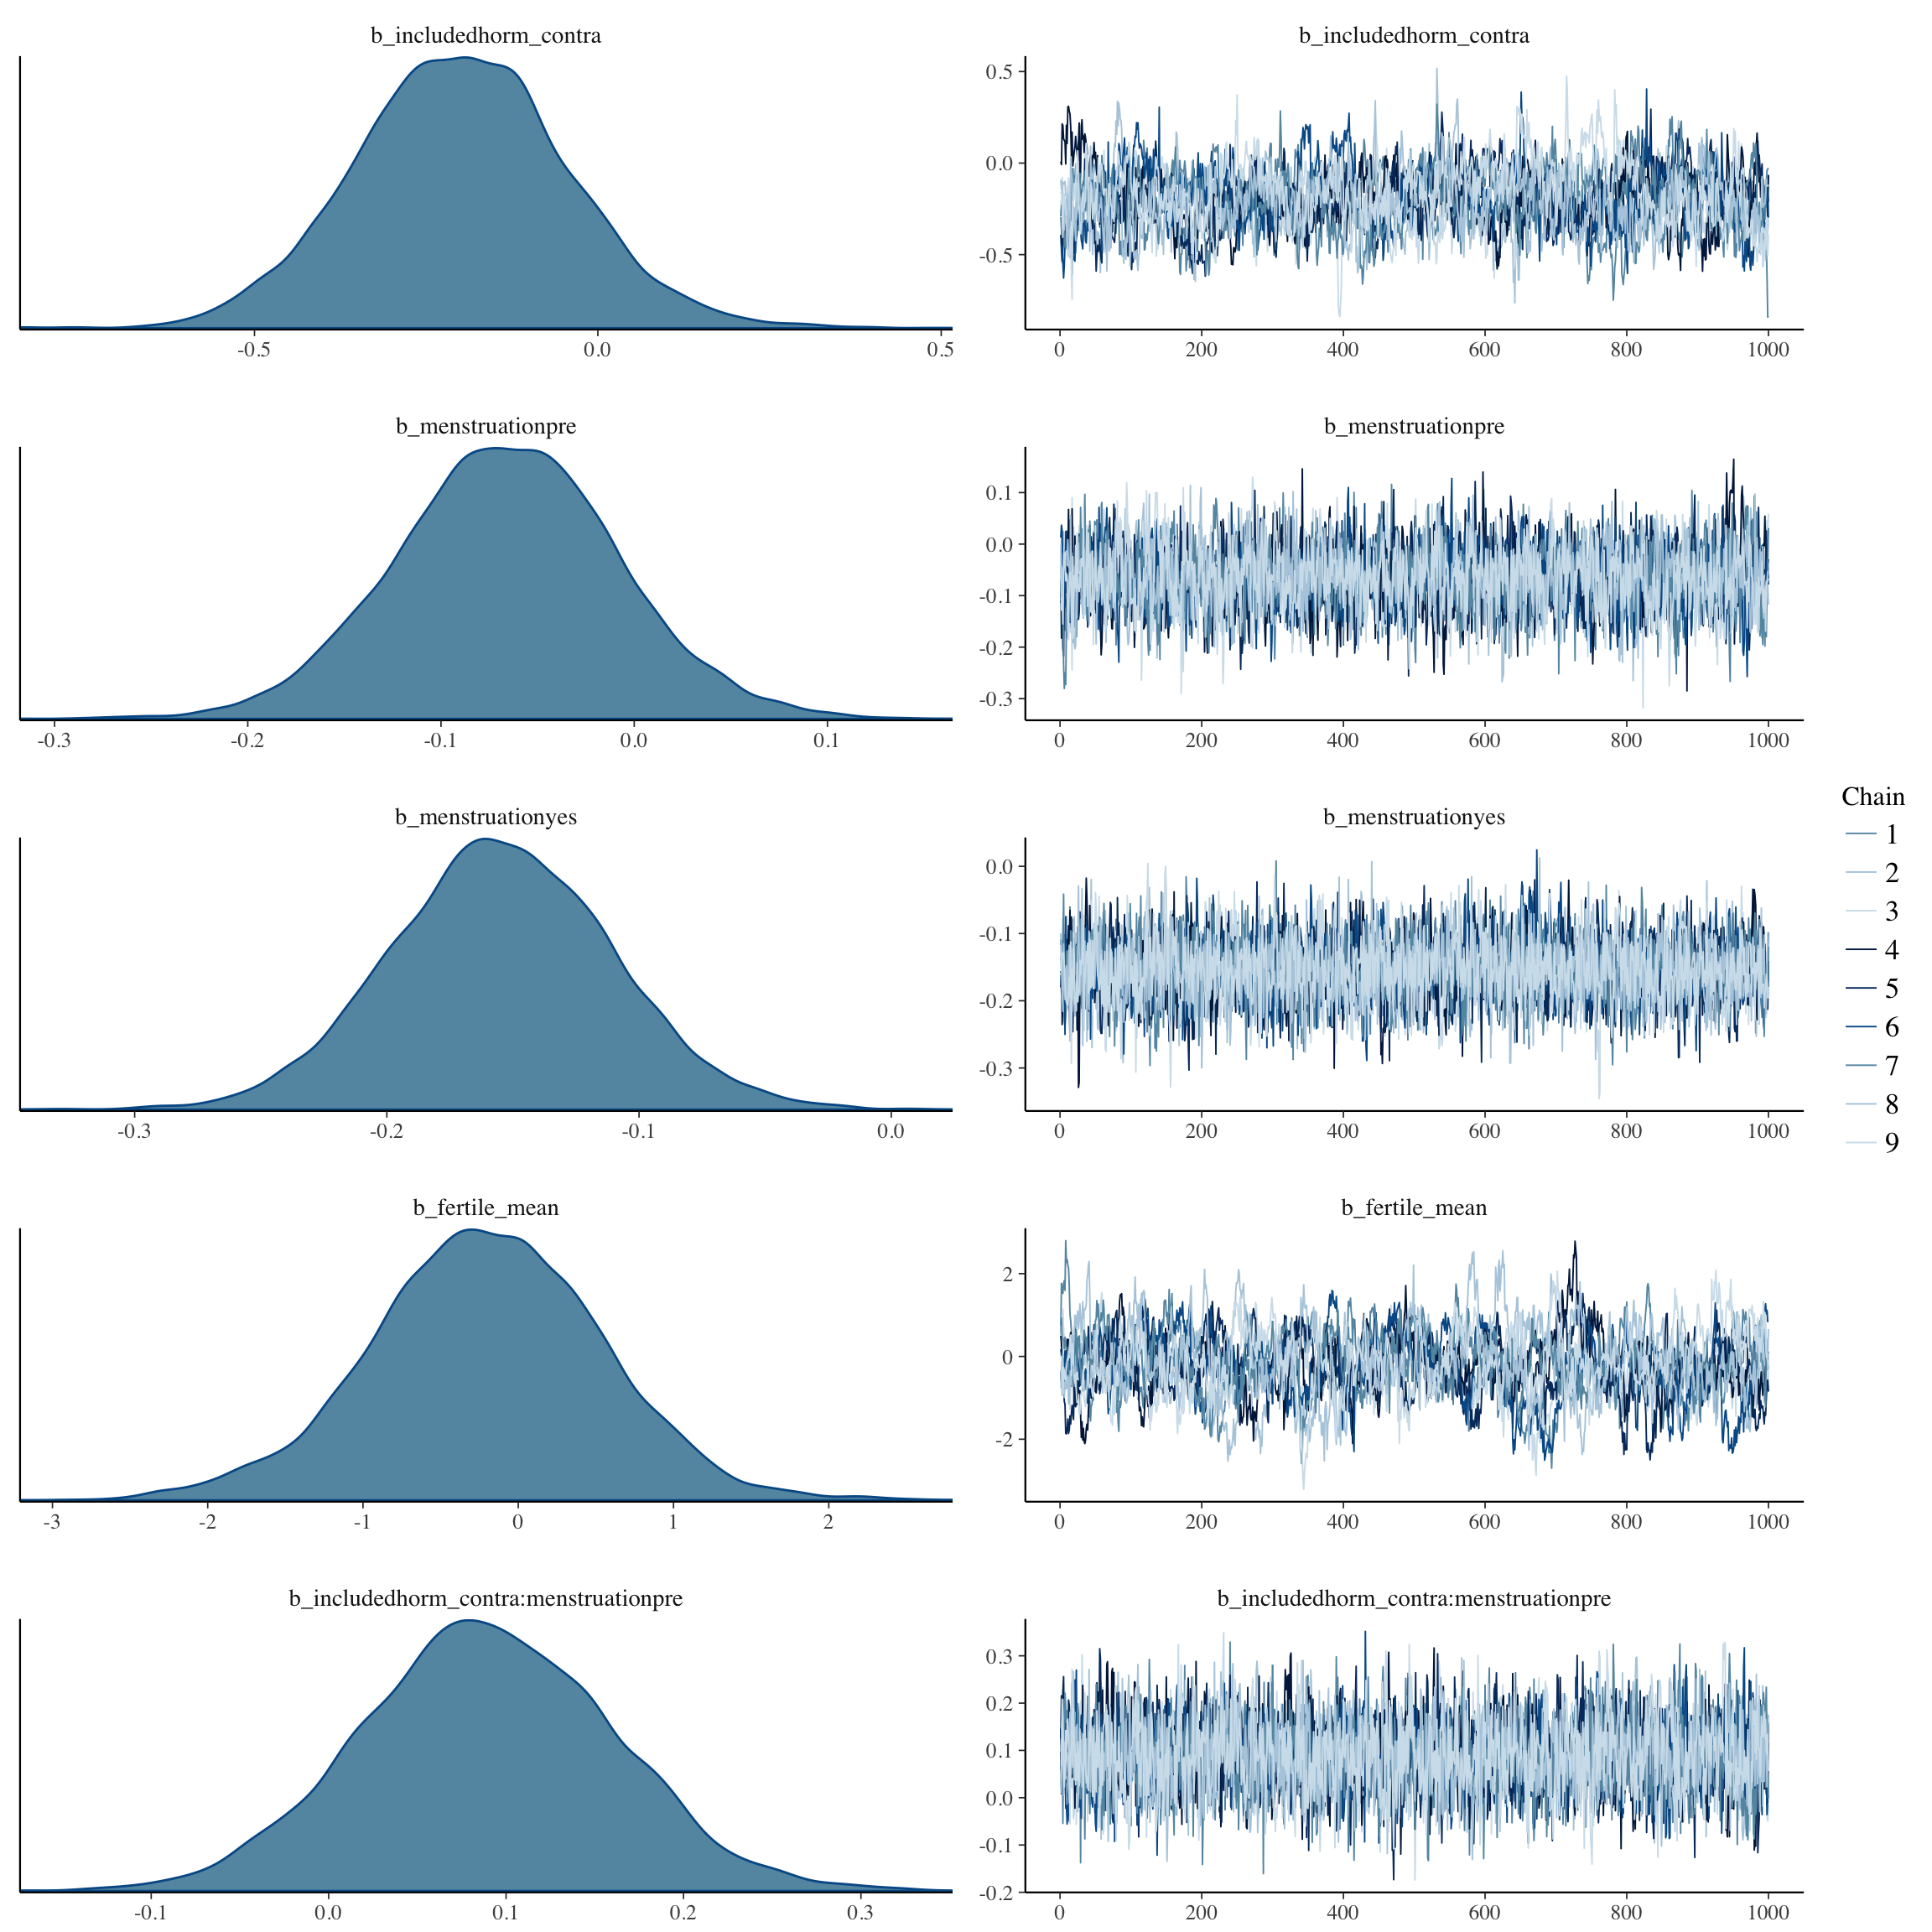 b_includedhorm_contra
-0.5 0.0 0.5
b_includedhorm_contra
0.5
0.0
-0.5
0 200 400 600 800 1000
b_menstruationpre
-0.3 -0.2 -0.1 0.0 0.1
b_menstruationpre
0.1
0.0
-0.1
-0.2
-0.3
0 200 400 600 800 1000
b_menstruationyes
-0.3 -0.2 -0.1 0.0
b_menstruationyes
0.0
-0.1
-0.2
-0.3
0 200 400 600 800 1000
b_fertile_mean
-3 -2 -1 0 1 2
b_fertile_mean
2
0
-2
0 200 400 600 800 1000
b_includedhorm_contra:menstruationpre
-0.1 0.0 0.1 0.2 0.3
b_includedhorm_contra:menstruationpre
0.3
0.2
0.1
0.0
-0.1
-0.2
0 200 400 600 800 1000
Chain
1
2
3
4
5
6
7
8
9